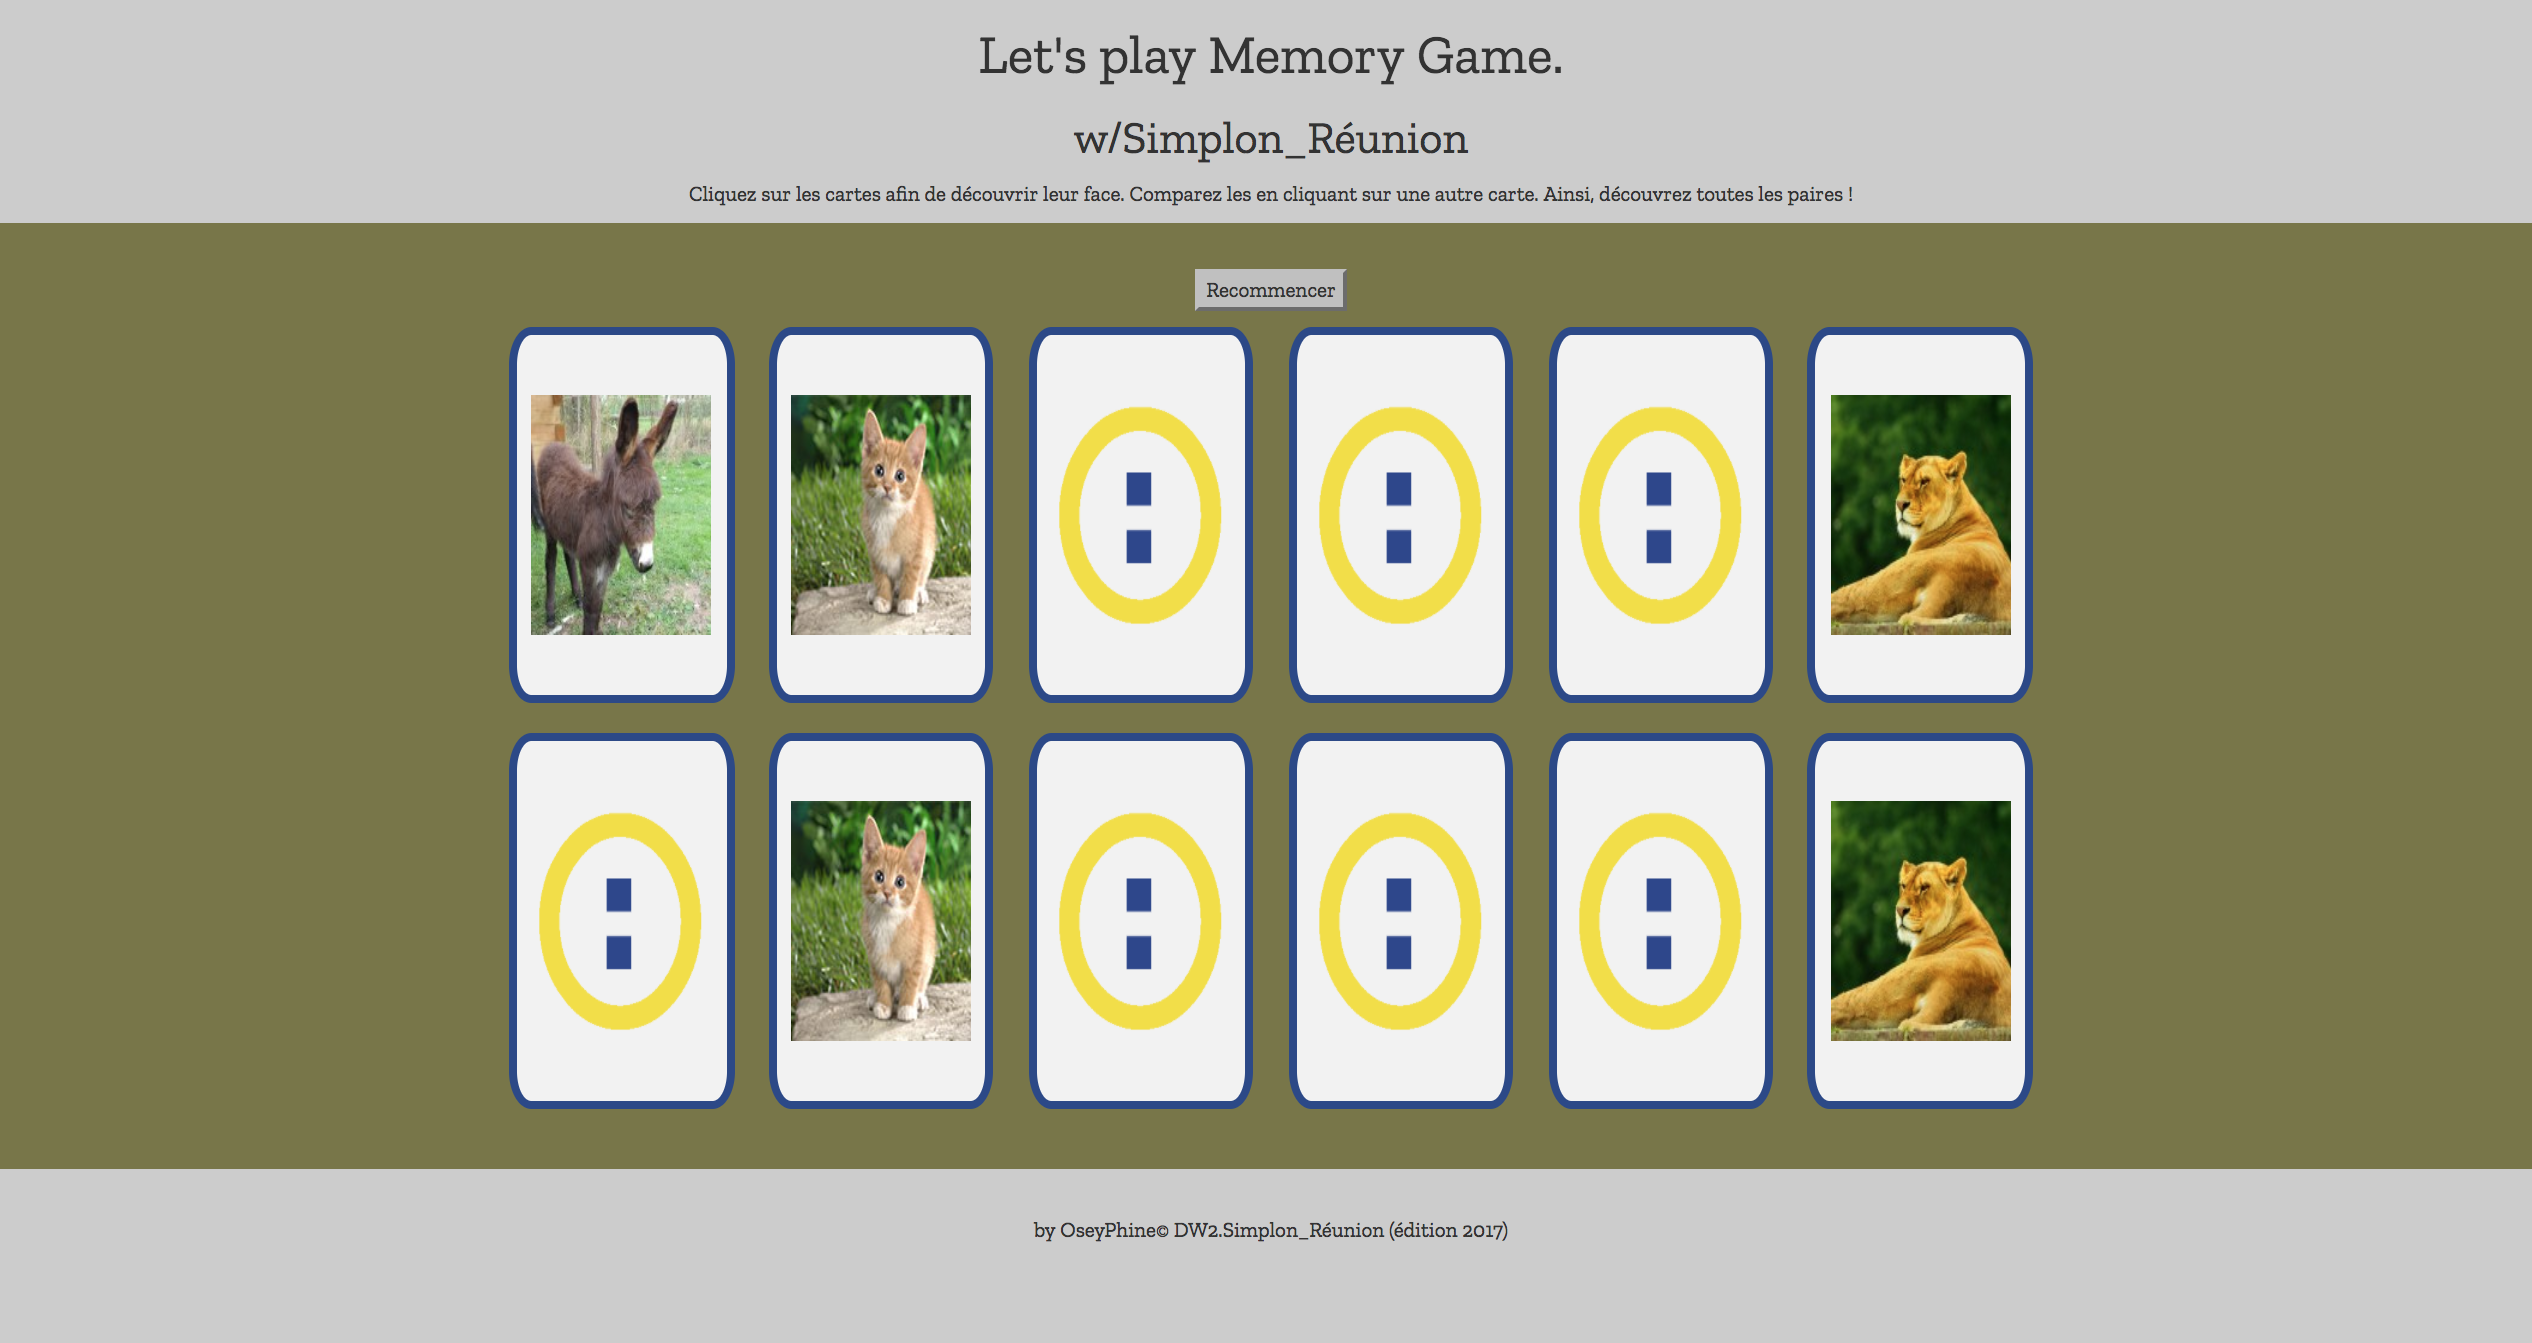 Let's play Memory Game.
w/Simplon_Réunion
Cliquez sur les cartes afin de découvrir leur face. Comparez les en cliquant sur une autre carte. Ainsi, découvrez toutes les paires !
Recommencer
by OseyPhine© DW2.Simplon_Réunion (édition 2017)